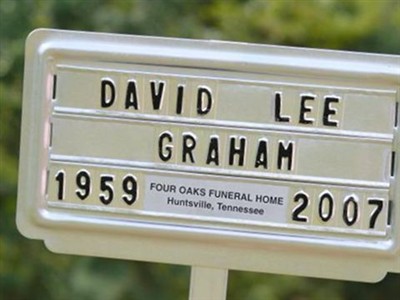 DAVID LEE
GRAHAM
1959 FOUR OAKS FUNERAL HOME 2007
Huntsville, Tennessee